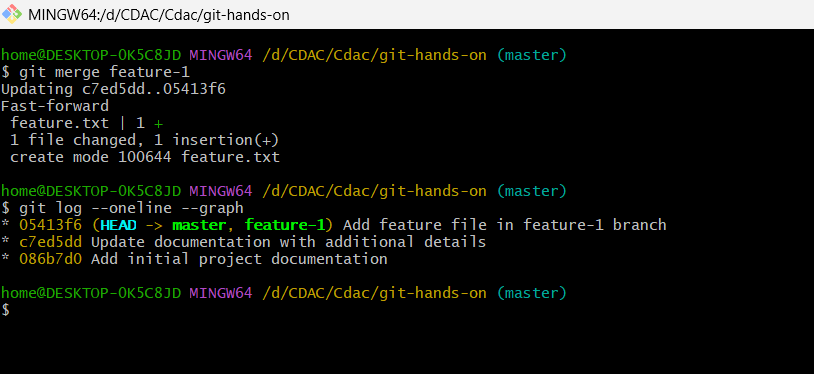 MINGW64:/d/CDAC/Cdac/git-hands-on
home@DESKTOP-0K5C8JD MINGW64 /d/CDAC/Cdac/git-hands-on (master)
$ git merge feature-1
Updating c7ed5dd..05413f6
Fast-forward
 feature.txt | 1 +
 1 file changed, 1 insertion(+)
 create mode 100644 feature.txt
home@DESKTOP-0K5C8JD MINGW64 /d/CDAC/Cdac/git-hands-on (master)
$ git log --oneline --graph
* 05413f6 (HEAD -> master, feature-1) Add feature file in feature-1 branch
* c7ed5dd Update documentation with additional details
* 086b7d0 Add initial project documentation
home@DESKTOP-0K5C8JD MINGW64 /d/CDAC/Cdac/git-hands-on (master)
$